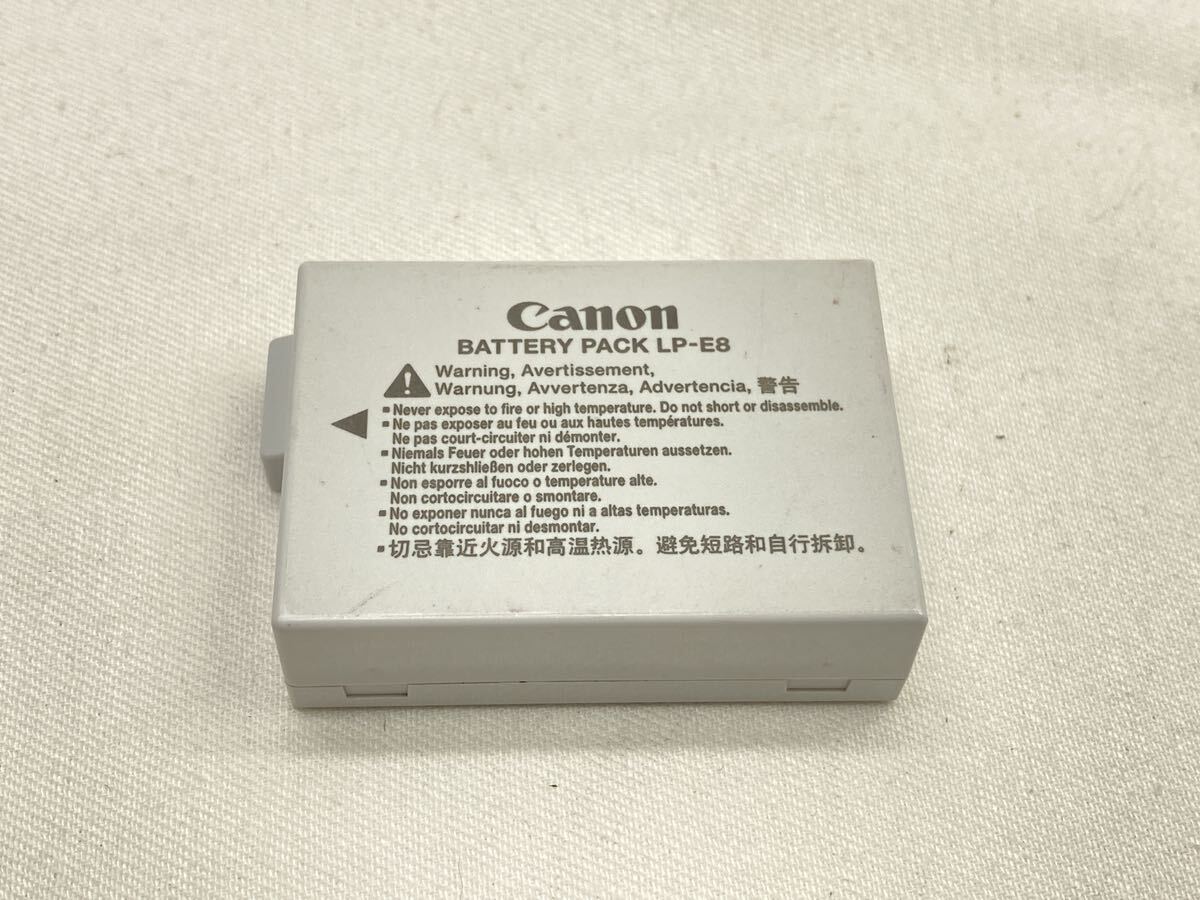 Canon
BATTERY PACK LP-E8
Warning, Avertissement,
Warnung, Avvertenza, Advertencia, 警告
▪Never expose to fire or high temperature. Do not short or disassemble.
▪Ne pas exposer au feu ou aux hautes températures.
Ne pas court-circuiter ni démonter.
▪Niemals Feuer oder hohen Temperaturen aussetzen.
Nicht kurzshließen oder zerlegen.
▪Non esporre al fuoco o temperature alte.
Non cortocircuitare o smontare.
▪No exponer nunca al fuego ni a altas temperaturas.
No cortocircuitar ni desmontar.
▪切忌靠近火源和高温热源。避免短路和自行拆卸。